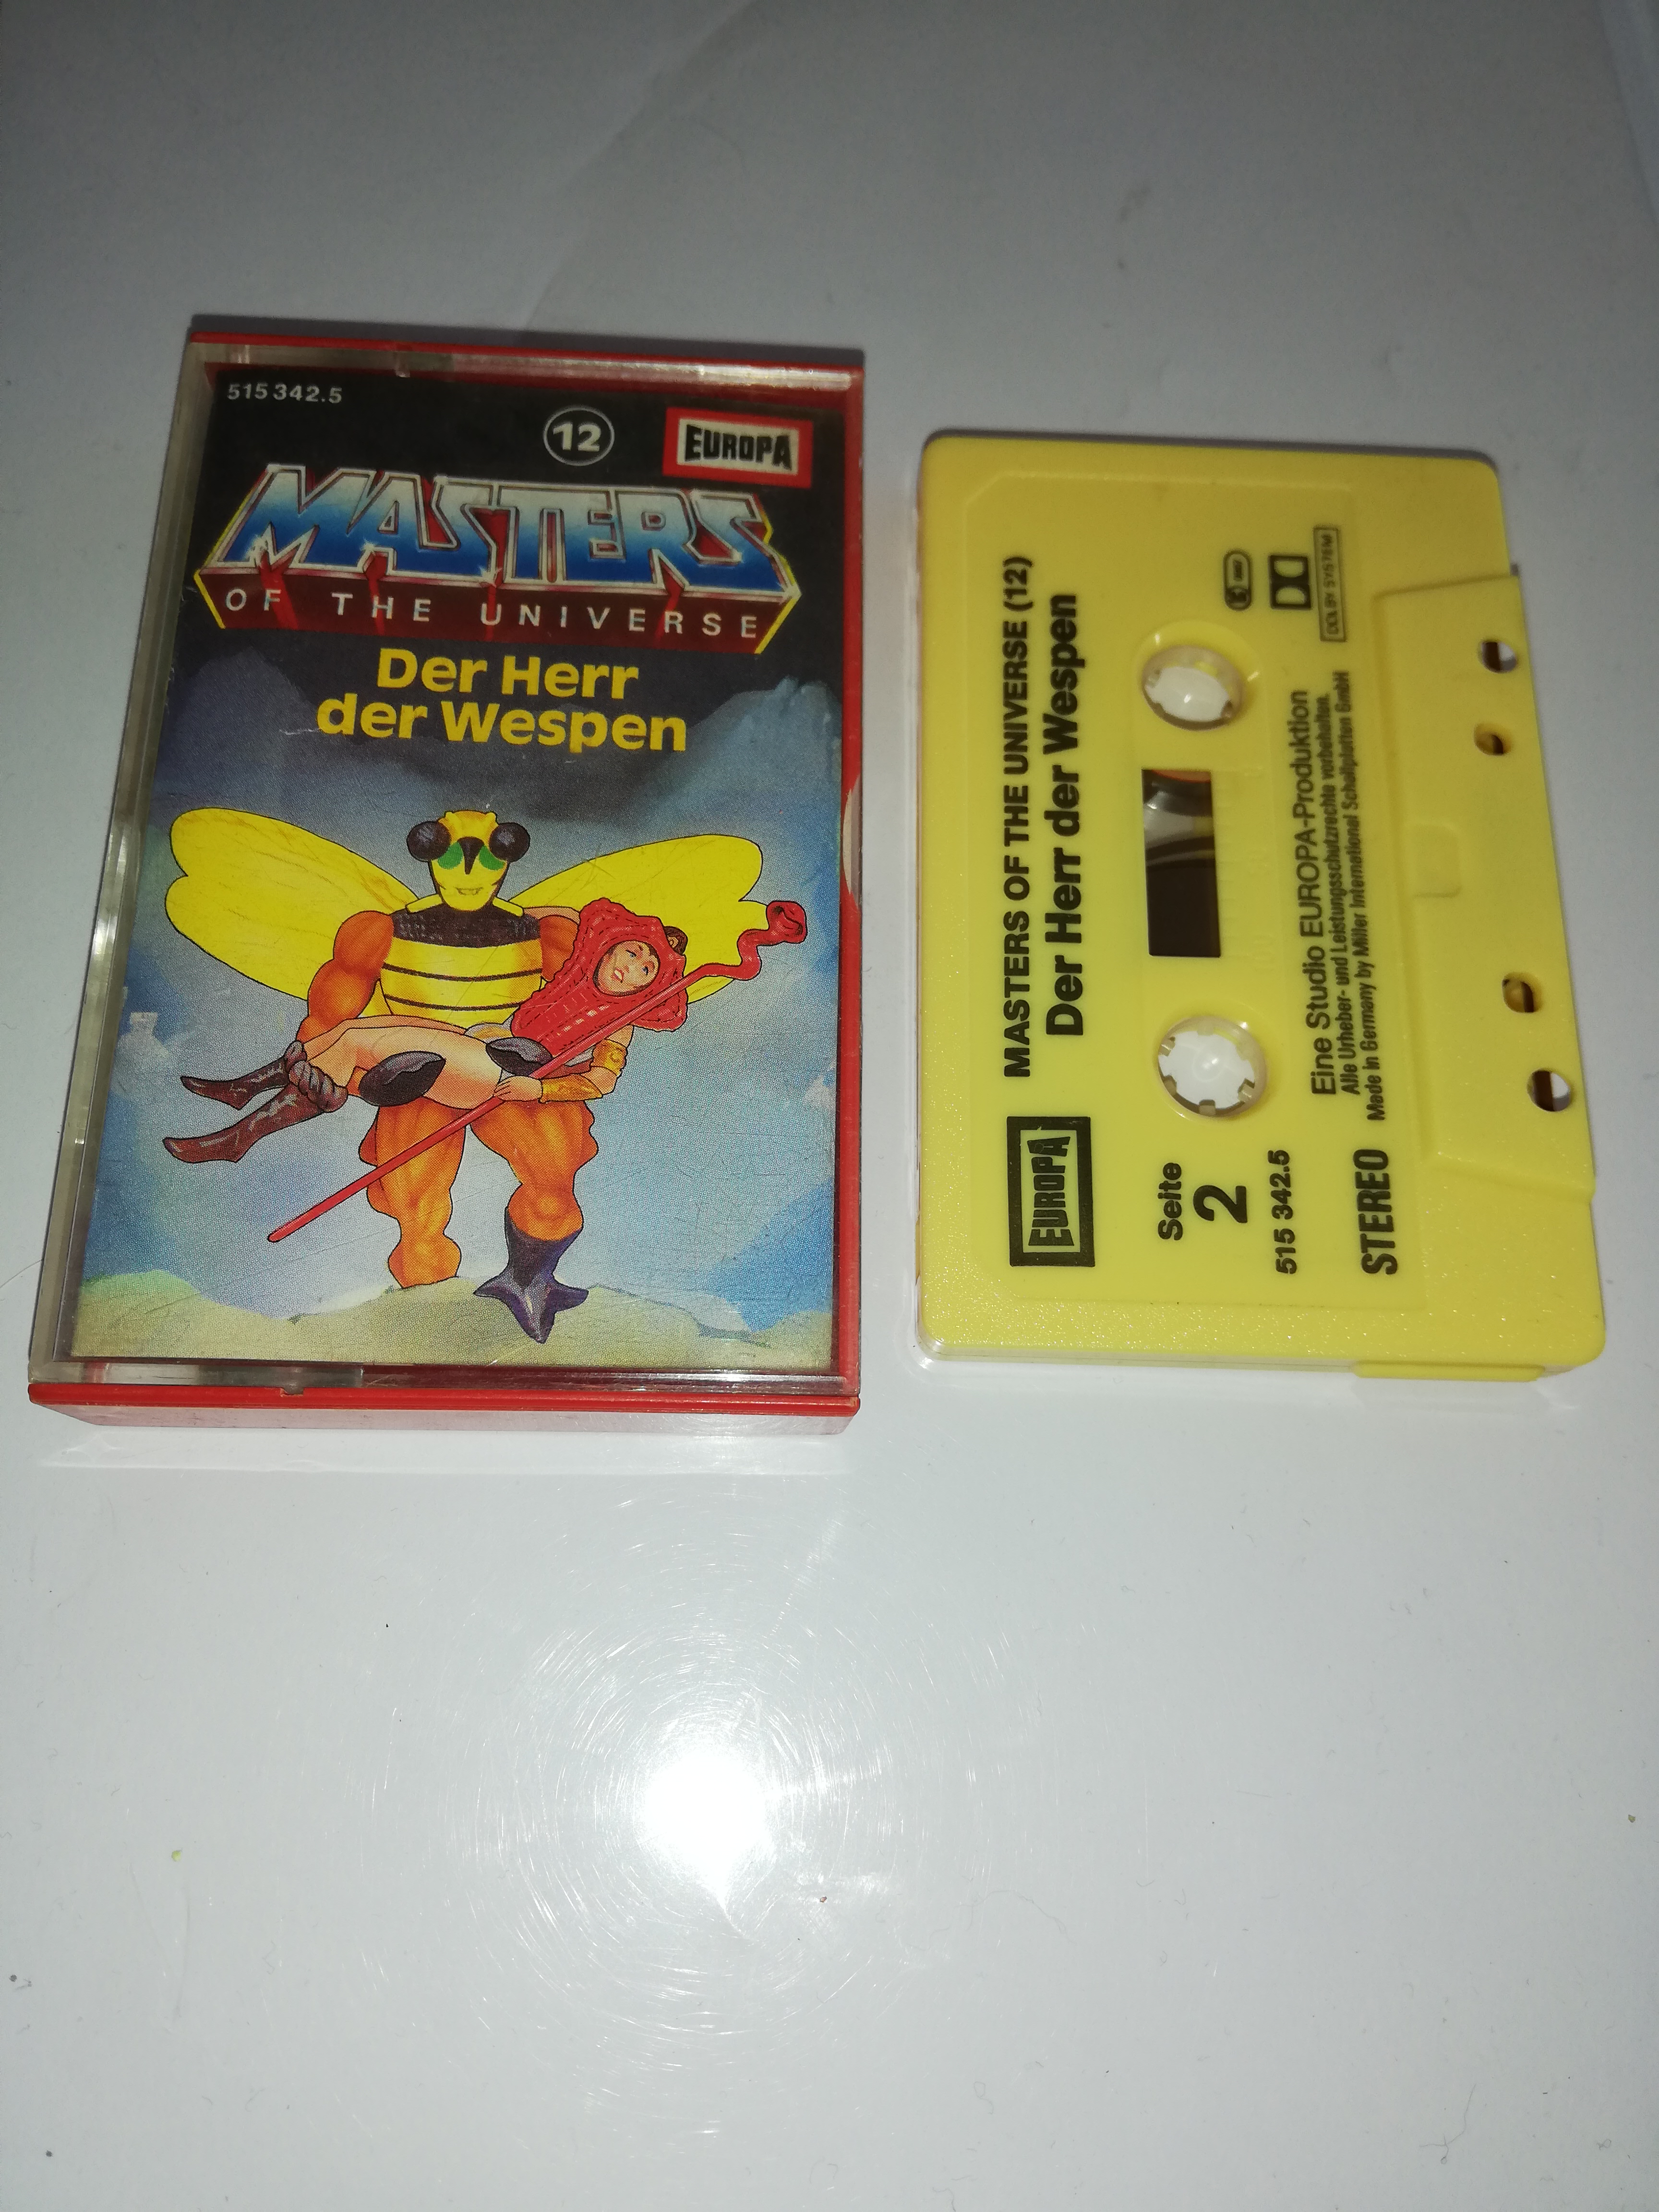 515 342.5
12
EUROPA
MASTERS
OF THE UNIVERSE
Der Herr
der Wespen
EUROPA
MASTERS OF THE UNIVERSE (12)
Der Herr der Wespen
Seite
2
515 342.5
STEREO
Eine Studio EUROPA-Produktion
Alle Urheber- und Leistungsschutzrechte vorbehalten.
Made in Germany by Miller International Schallplatten GmbH
DOLBY SYSTEM